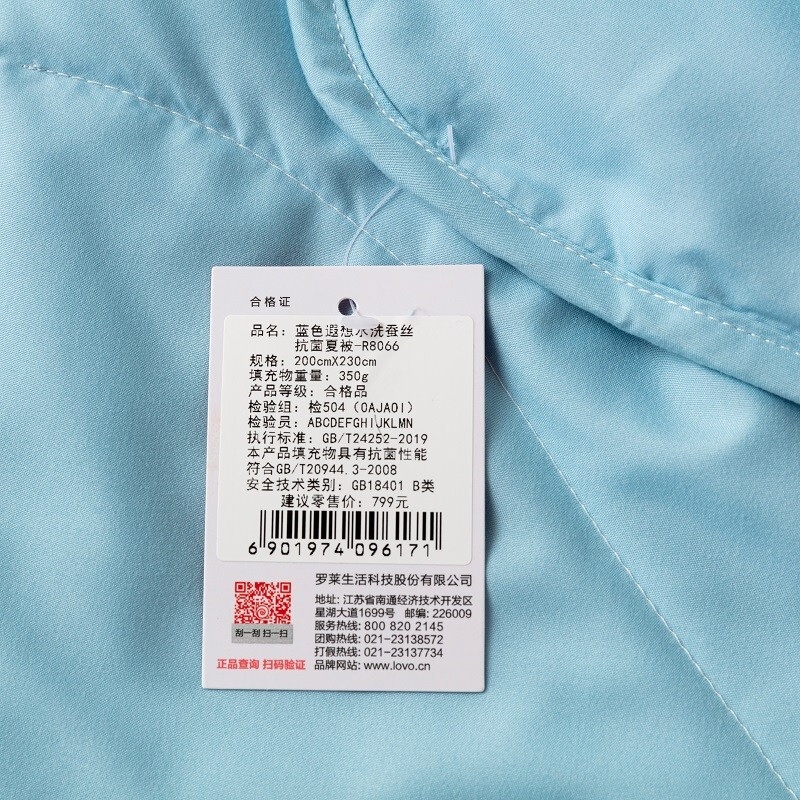 合格证
品名：蓝色遐想水洗蚕丝
抗菌夏被-R8066
规格：200cmX230cm
填充物重量：350g
产品等级：合格品
检验组：检504（0AJA01）
检验员：ABCDEFGHIJKLMN
执行标准：GB/T24252-2019
本产品填充物具有抗菌性能
符合GB/T20944.3-2008
安全技术类别：GB18401 B类
建议零售价：799元
6901974096171
罗莱生活科技股份有限公司
地址: 江苏省南通经济技术开发区
星湖大道1699号 邮编: 226009
服务热线: 800 820 2145
团购热线: 021-23138572
打假热线: 021-23137734
品牌网站: www.lovo.cn
刮一刮 扫一扫
正品查询 扫码验证